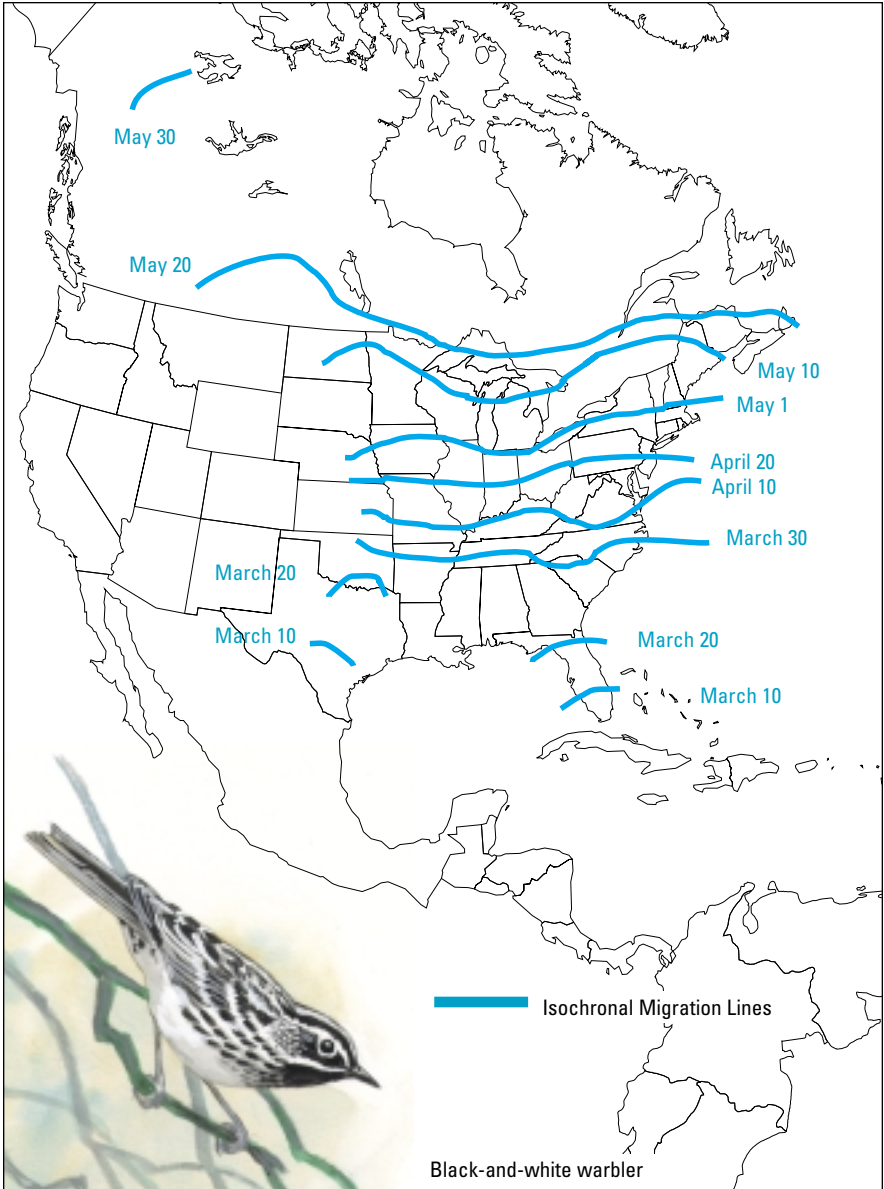 May 30
May 20
May 10
May 1
April 20
April 10
March 30
March 20
March 10
March 20
March 10
Isochronal Migration Lines
Black-and-white warbler